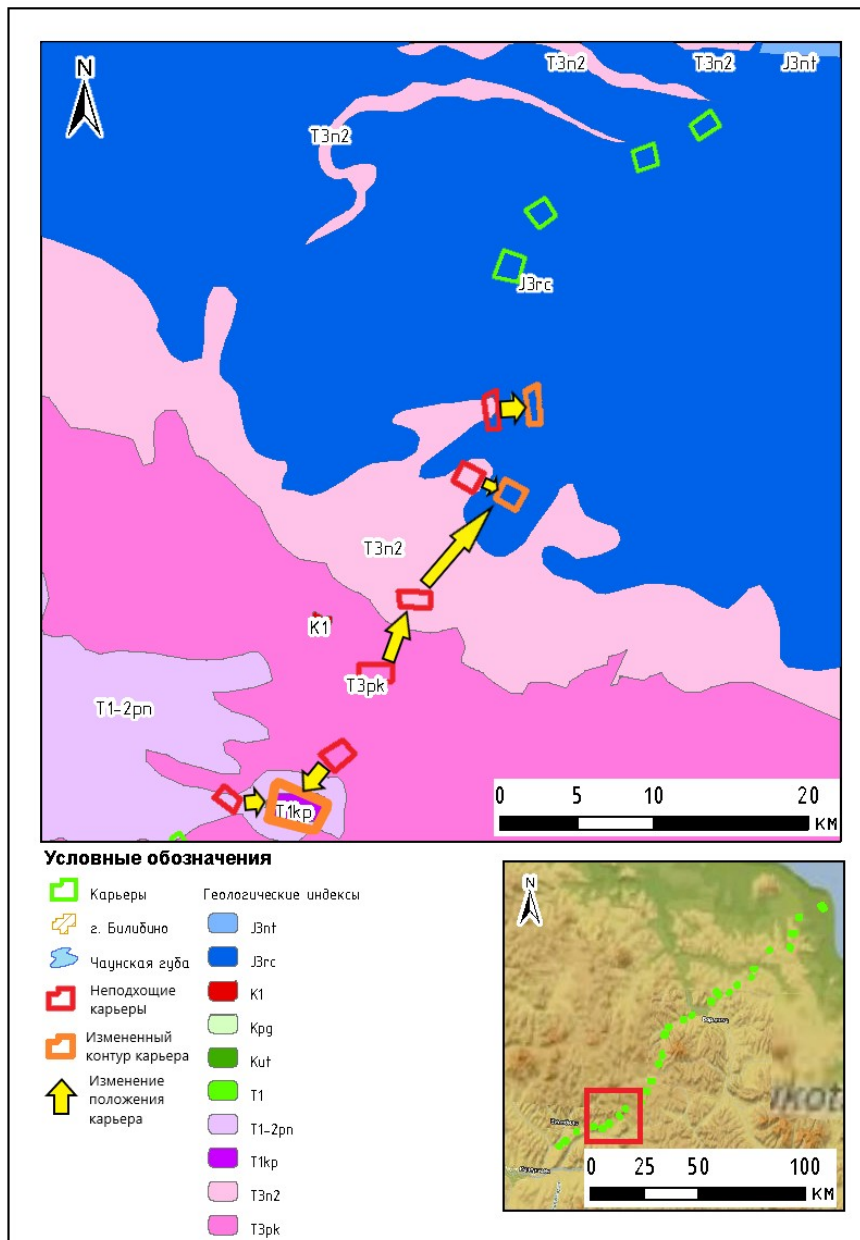 N
T3n2
T3n2
J3nt
T3n2
J3rc
T3n2
K1
T3pk
T1-2pn
T1kp
0 5 10 20
КМ
Условные обозначения
Карьеры
г. Билибино
Чаунская губа
Неподхощие
карьеры
Измененный
контур карьера
Изменение
положения
карьера
Геологические индексы
J3nt
J3rc
K1
Kpg
Kut
T1
T1-2pn
T1kp
T3n2
T3pk
N
0 25 50 100
КМ